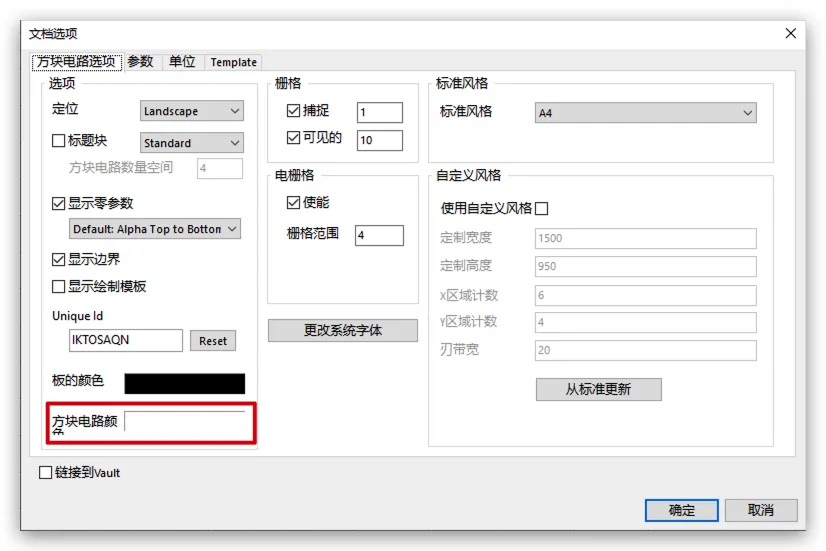 文档选项
方块电路选项 参数 单位 Template
选项
定位 Landscape
标题块 Standard
方块电路数量空间 4
显示零参数
Default: Alpha Top to Bottom
显示边界
显示绘制模板
Unique Id
IKTOSAQN Reset
板的颜色
方块电路颜
色
栅格
捕捉 1
可见的 10
电栅格
使能
栅格范围 4
更改系统字体
标准风格
标准风格 A4
自定义风格
使用自定义风格
定制宽度 1500
定制高度 950
X区域计数 6
Y区域计数 4
刃带宽 20
从标准更新
链接到Vault
确定 取消